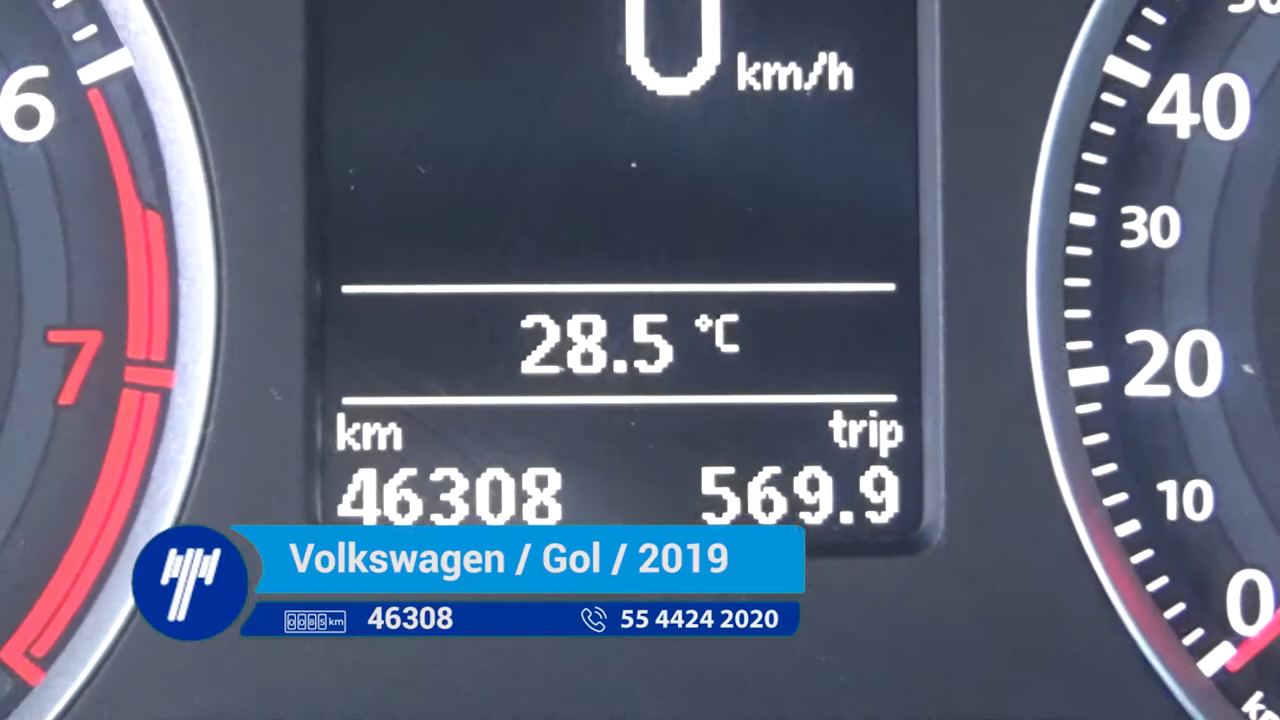 0 km/h
6
7
28.5 °C
km trip
46308 569.9
40
30
20
10
0
Volkswagen / Gol / 2019
0085 km 46308 55 4424 2020